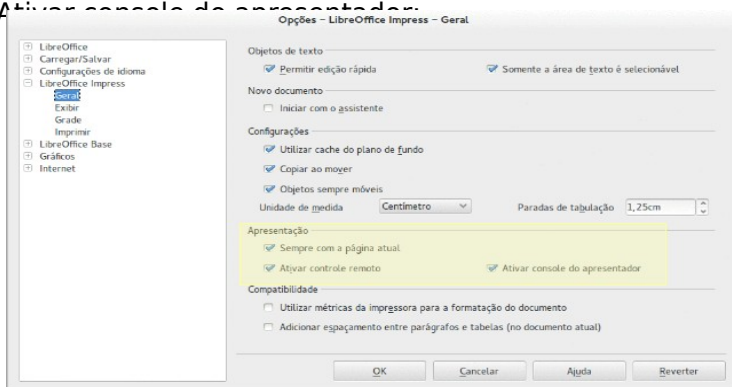 Ativar console do apresentador:
Opções – LibreOffice Impress – Geral
LibreOffice
Carregar/Salvar
Configurações de idioma
LibreOffice Impress
Geral
Exibir
Grade
Imprimir
LibreOffice Base
Gráficos
Internet
Objetos de texto
Permitir edição rápida
Somente a área de texto é selecionável
Novo documento
Iniciar com o assistente
Configurações
Utilizar cache do plano de fundo
Copiar ao mover
Objetos sempre móveis
Unidade de medida Centímetro Paradas de tabulação 1,25cm
Apresentação
Sempre com a página atual
Ativar controle remoto
Ativar console do apresentador
Compatibilidade
Utilizar métricas da impressora para a formatação do documento
Adicionar espaçamento entre parágrafos e tabelas (no documento atual)
OK Cancelar Ajuda Reverter